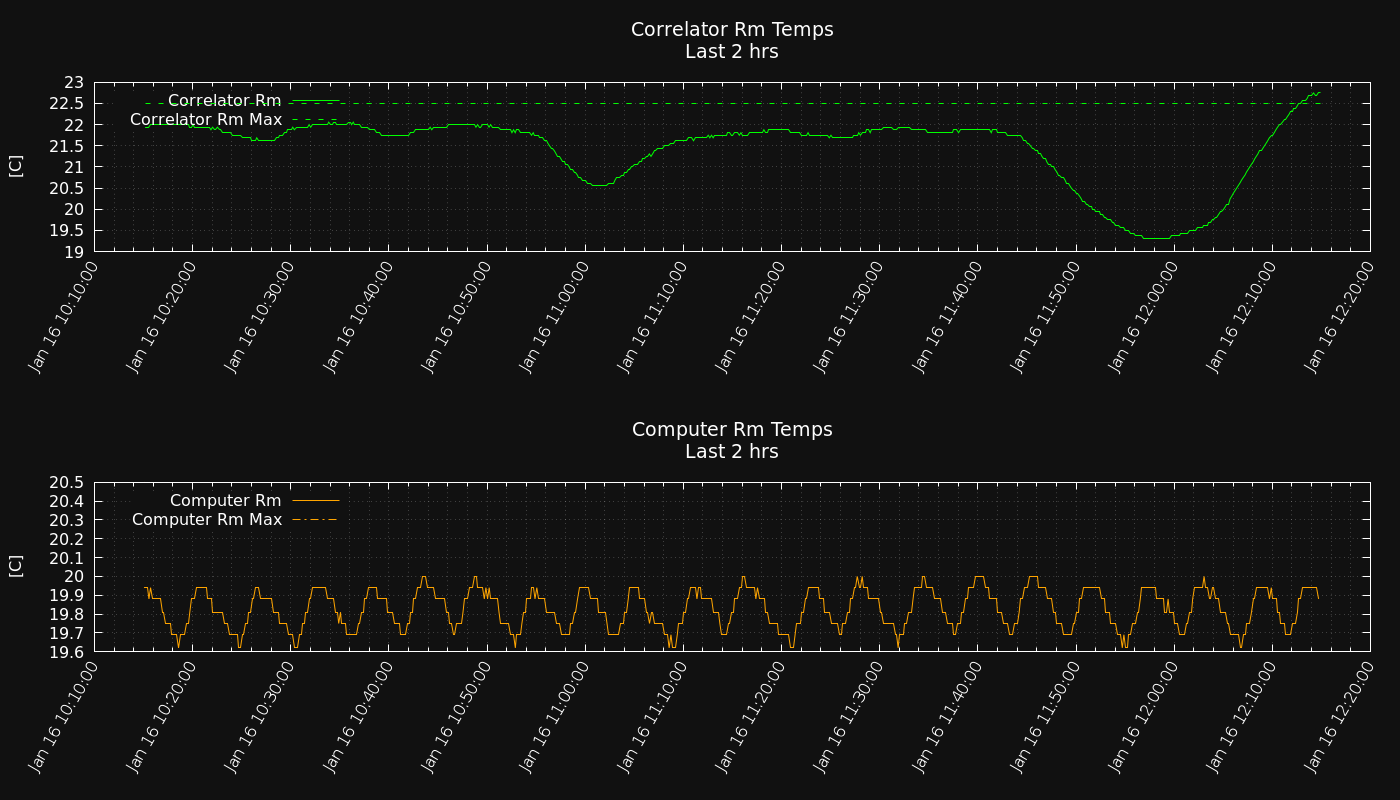 Correlator Rm Temps
Last 2 hrs
23
22.5
22
21.5
21
20.5
20
19.5
19
[C]
Correlator Rm
Correlator Rm Max
Jan 16 10:10:00
Jan 16 10:20:00
Jan 16 10:30:00
Jan 16 10:40:00
Jan 16 10:50:00
Jan 16 11:00:00
Jan 16 11:10:00
Jan 16 11:20:00
Jan 16 11:30:00
Jan 16 11:40:00
Jan 16 11:50:00
Jan 16 12:00:00
Jan 16 12:10:00
Jan 16 12:20:00
Computer Rm Temps
Last 2 hrs
20.5
20.4
20.3
20.2
20.1
20
19.9
19.8
19.7
19.6
[C]
Computer Rm
Computer Rm Max
Jan 16 10:10:00
Jan 16 10:20:00
Jan 16 10:30:00
Jan 16 10:40:00
Jan 16 10:50:00
Jan 16 11:00:00
Jan 16 11:10:00
Jan 16 11:20:00
Jan 16 11:30:00
Jan 16 11:40:00
Jan 16 11:50:00
Jan 16 12:00:00
Jan 16 12:10:00
Jan 16 12:20:00